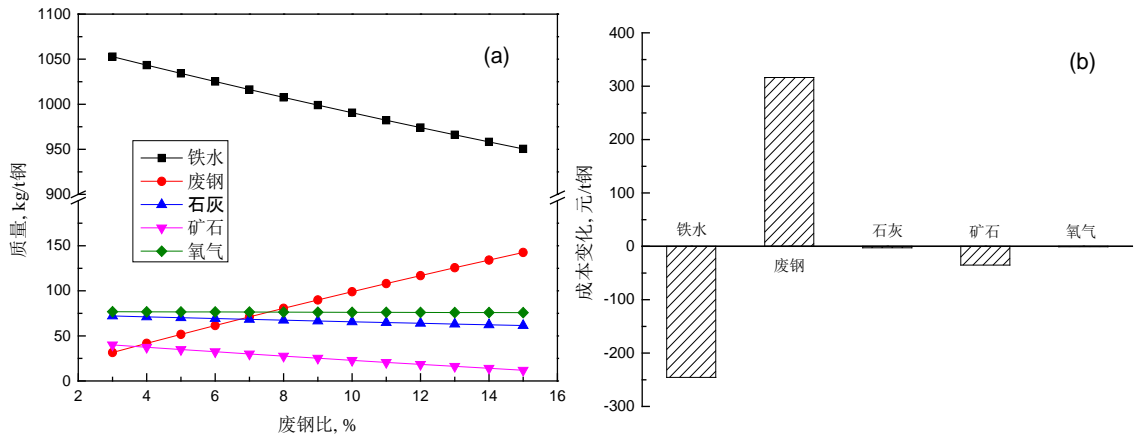 1100
1050
1000
950
900
150
100
50
0
质量, kg/t钢
2
4
6
8
10
12
14
16
废钢比, %
(a)
铁水
废钢
石灰
矿石
氧气
400
300
200
100
0
-100
-200
-300
成本变化, 元/t钢
(b)
铁水
废钢
石灰
矿石
氧气